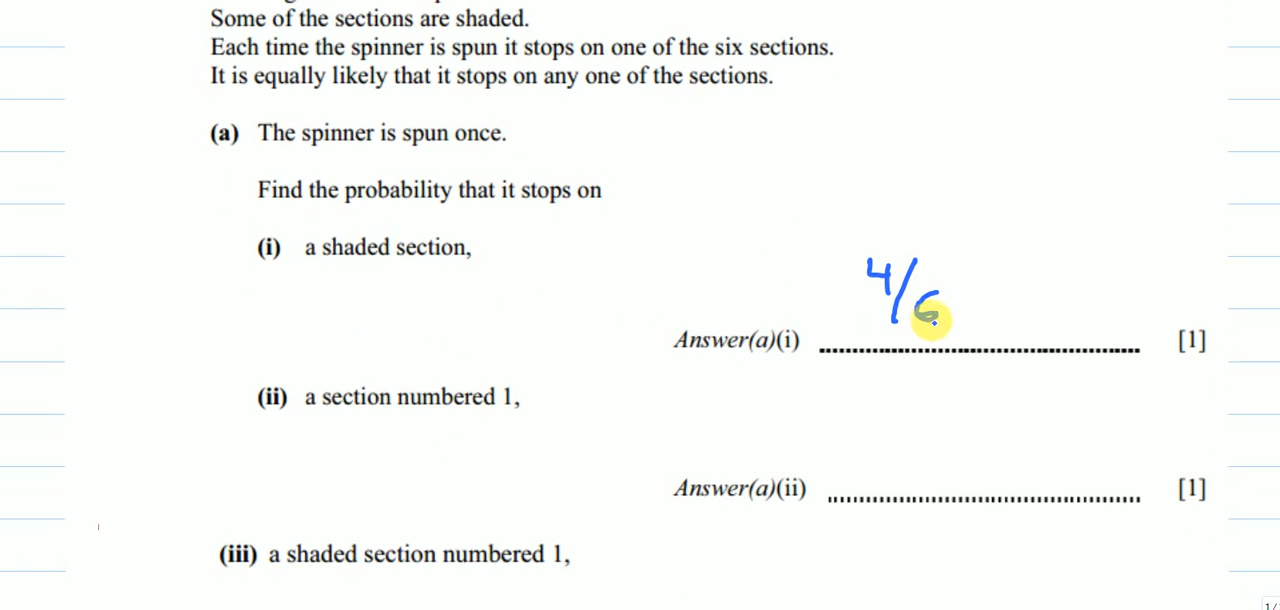 Some of the sections are shaded.
Each time the spinner is spun it stops on one of the six sections.
It is equally likely that it stops on any one of the sections.
(a) The spinner is spun once.
Find the probability that it stops on
(i) a shaded section,
4/6
Answer(a)(i) ........................................ [1]
(ii) a section numbered 1,
Answer(a)(ii) ........................................ [1]
(iii) a shaded section numbered 1,